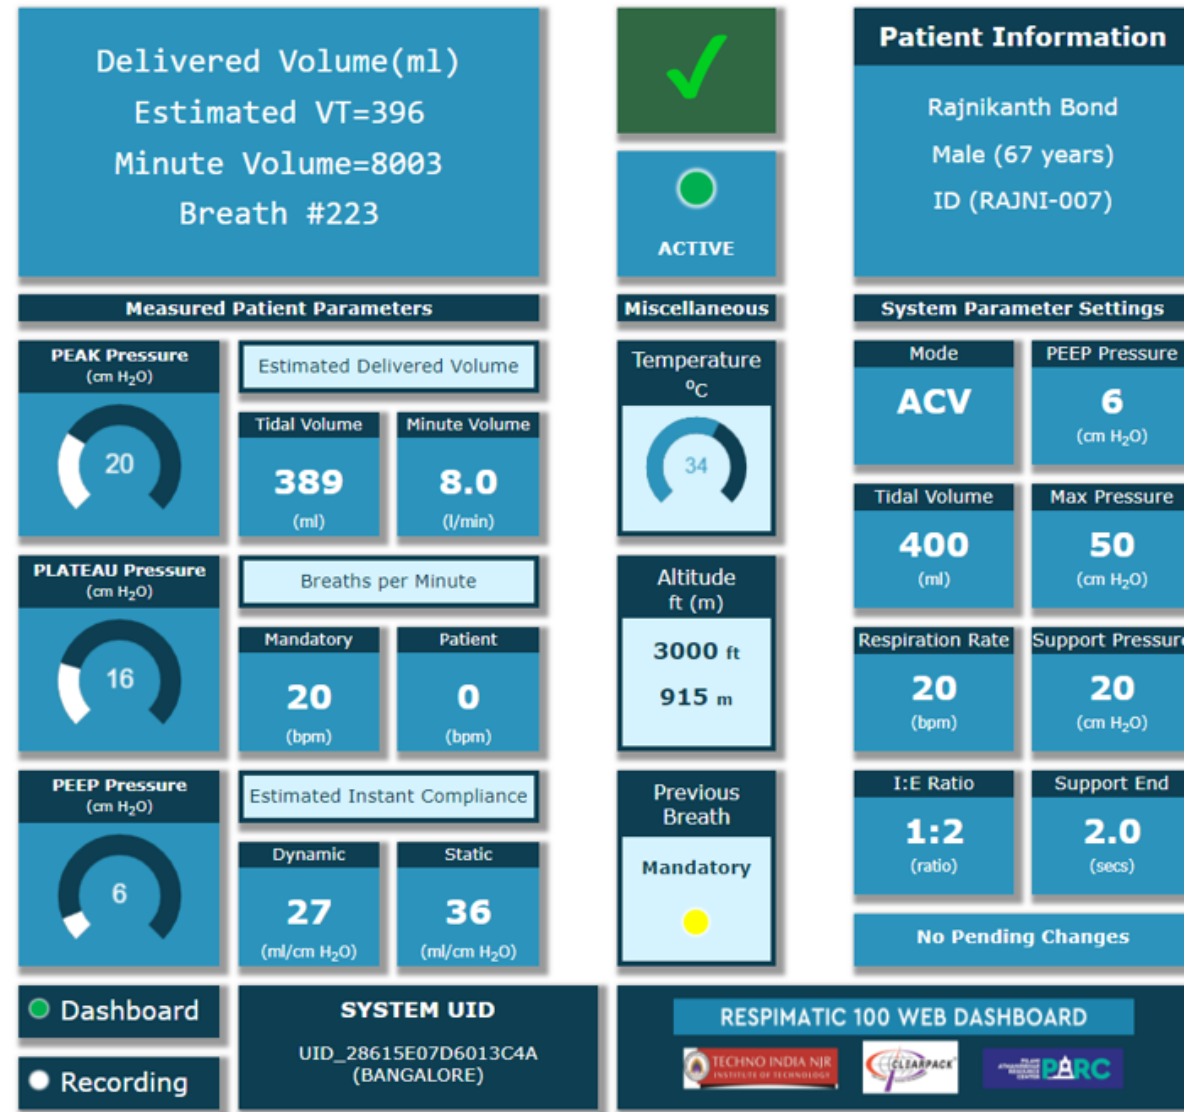 Delivered Volume(ml)
Estimated VT=396
Minute Volume=8003
Breath #223
ACTIVE
Patient Information
Rajnikanth Bond
Male (67 years)
ID (RAJNI-007)
Measured Patient Parameters
PEAK Pressure
(cm H₂O)
20
Estimated Delivered Volume
Tidal Volume
389
(ml)
Minute Volume
8.0
(l/min)
PLATEAU Pressure
(cm H₂O)
16
Breaths per Minute
Mandatory
20
(bpm)
Patient
0
(bpm)
PEEP Pressure
(cm H₂O)
6
Estimated Instant Compliance
Dynamic
27
(ml/cm H₂O)
Static
36
(ml/cm H₂O)
Miscellaneous
Temperature
⁰C
34
Altitude
ft (m)
3000 ft
915 m
Previous
Breath
Mandatory
System Parameter Settings
Mode
ACV
PEEP Pressure
6
(cm H₂O)
Tidal Volume
400
(ml)
Max Pressure
50
(cm H₂O)
Respiration Rate
20
(bpm)
Support Pressure
20
(cm H₂O)
I:E Ratio
1:2
(ratio)
Support End
2.0
(secs)
No Pending Changes
Dashboard
Recording
SYSTEM UID
UID_28615E07D6013C4A
(BANGALORE)
RESPIMATIC 100 WEB DASHBOARD
TECHNO INDIA NJR
INSTITUTE OF TECHNOLOGY
CLEARPACK
PARC